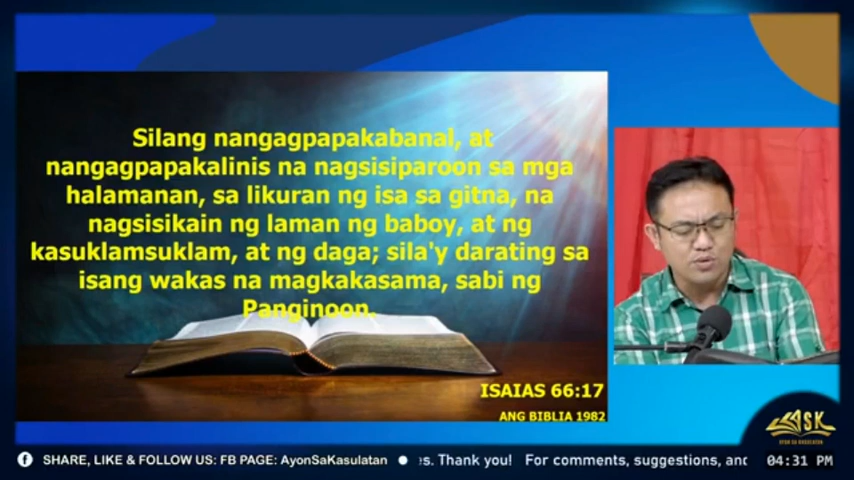 Silang nangagpapakabanal, at
nangagpapakalinis na nagsisiparoon sa mga
halamanan, sa likuran ng isa sa gitna, na
nagsisikain ng laman ng baboy, at ng
kasuklamsuklam, at ng daga; sila'y darating sa
isang wakas na magkakasama, sabi ng
Panginoon.
ISAIAS 66:17
ANG BIBLIA 1982
ASK
AYON SA KASULATAN
SHARE, LIKE & FOLLOW US: FB PAGE: AyonSaKasulatan
Thank you! For comments, suggestions, and
04:31 PM